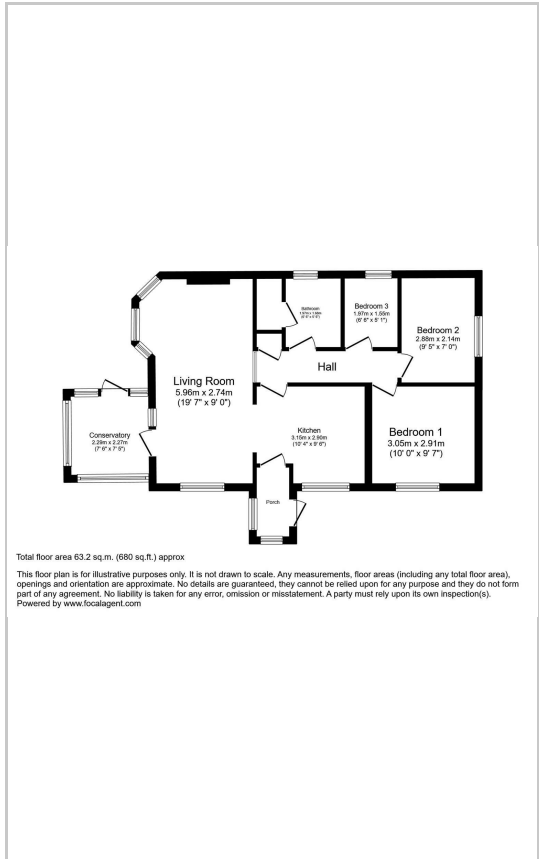 Bathroom
Bedroom 3
1.97m x 1.55m
(6' 6" x 5' 1")
Bedroom 2
2.88m x 2.14m
(9' 5" x 7' 0")
Hall
Living Room
5.96m x 2.74m
(19' 7" x 9' 0")
Conservatory
2.29m x 2.27m
(7' 6" x 7' 5")
Kitchen
3.15m x 2.90m
(10' 4" x 9' 6")
Bedroom 1
3.05m x 2.91m
(10' 0" x 9' 7")
Porch
Total floor area 63.2 sq.m. (680 sq.ft.) approx
This floor plan is for illustrative purposes only. It is not drawn to scale. Any measurements, floor areas (including any total floor area),
openings and orientation are approximate. No details are guaranteed, they cannot be relied upon for any purpose and they do not form
part of any agreement. No liability is taken for any error, omission or misstatement. A party must rely upon its own inspection(s).
Powered by www.focalagent.com